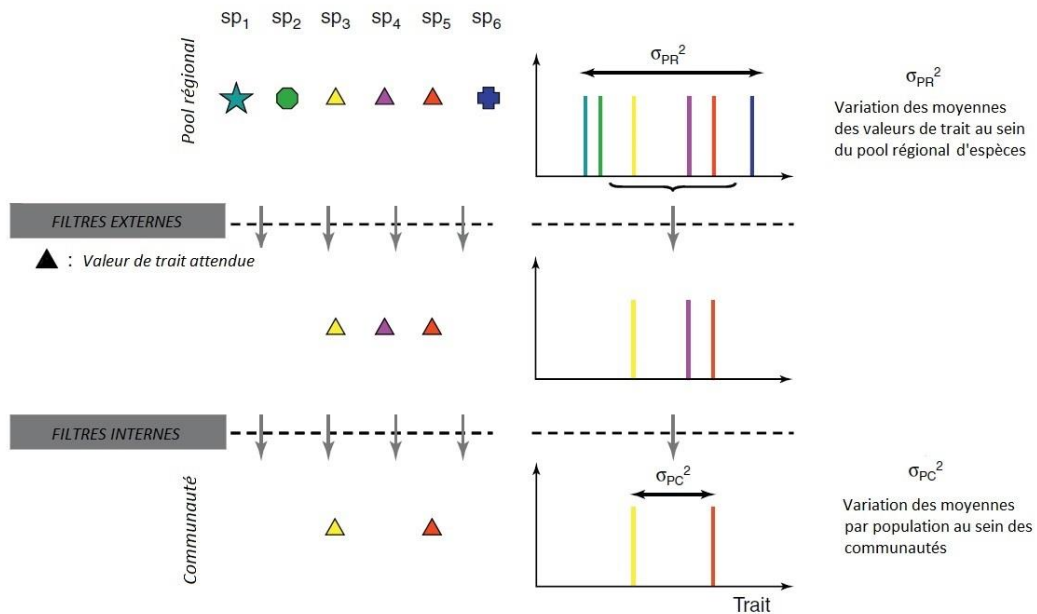 sp1 sp2 sp3 sp4 sp5 sp6
Pool régional
σPR²
σPR²
Variation des moyennes
des valeurs de trait au sein
du pool régional d'espèces
FILTRES EXTERNES
: Valeur de trait attendue
FILTRES INTERNES
Communauté
σPC²
σPC²
Variation des moyennes
par population au sein des
communautés
Trait